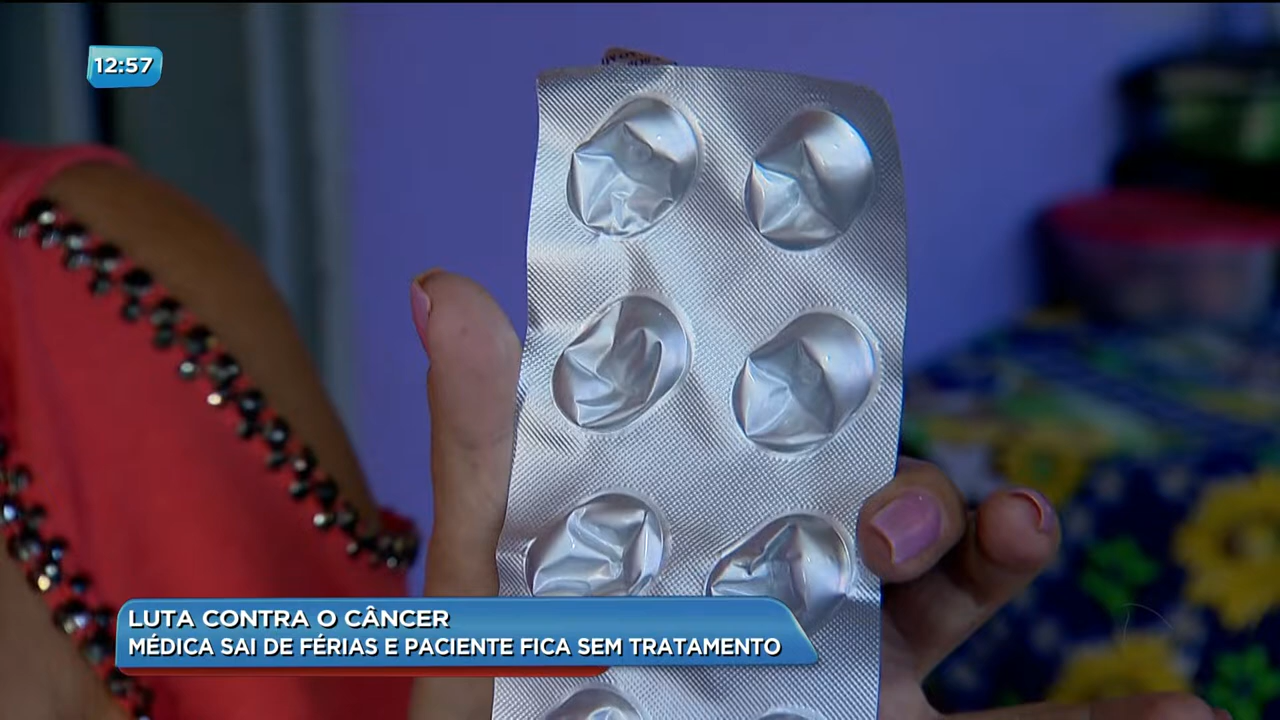 12:57
LUTA CONTRA O CÂNCER
MÉDICA SAI DE FÉRIAS E PACIENTE FICA SEM TRATAMENTO